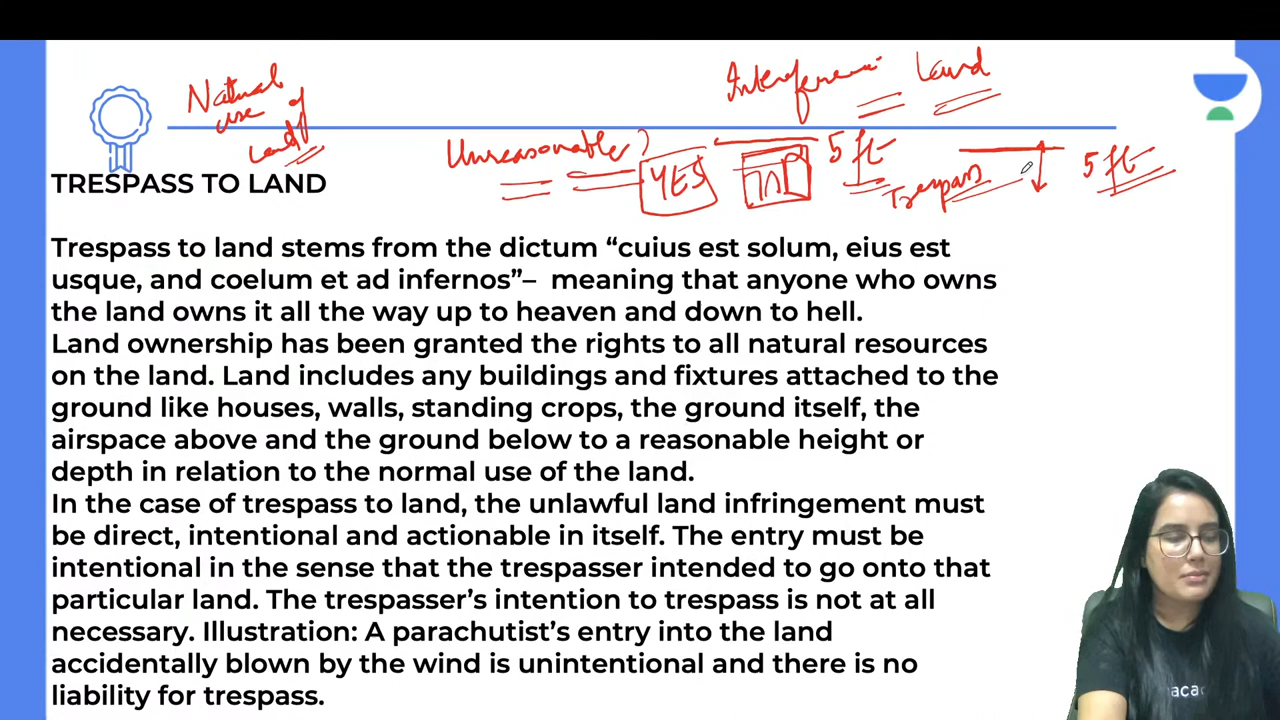 Natural
use of
Land
Interference Land
Unreasonable?
YES
5 ft
Trespass
5 ft
TRESPASS TO LAND
Trespass to land stems from the dictum “cuius est solum, eius est
usque, and coelum et ad infernos”– meaning that anyone who owns
the land owns it all the way up to heaven and down to hell.
Land ownership has been granted the rights to all natural resources
on the land. Land includes any buildings and fixtures attached to the
ground like houses, walls, standing crops, the ground itself, the
airspace above and the ground below to a reasonable height or
depth in relation to the normal use of the land.
In the case of trespass to land, the unlawful land infringement must
be direct, intentional and actionable in itself. The entry must be
intentional in the sense that the trespasser intended to go onto that
particular land. The trespasser’s intention to trespass is not at all
necessary. Illustration: A parachutist’s entry into the land
accidentally blown by the wind is unintentional and there is no
liability for trespass.